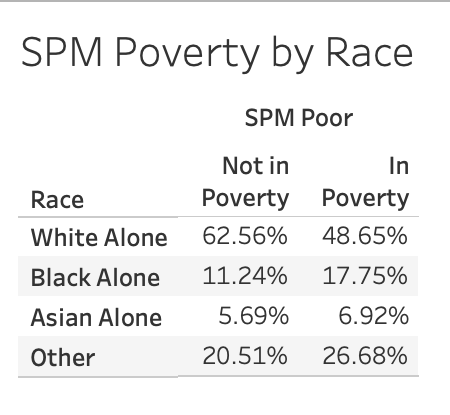 SPM Poverty by Race
SPM Poor
Not in In
Race Poverty Poverty
White Alone 62.56% 48.65%
Black Alone 11.24% 17.75%
Asian Alone 5.69% 6.92%
Other 20.51% 26.68%